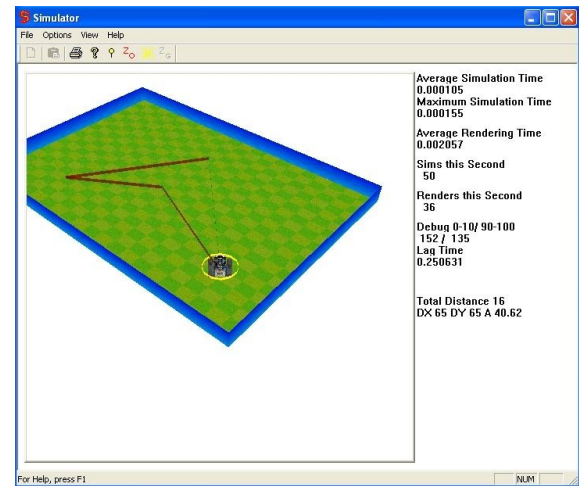 Simulator
File Options View Help
Average Simulation Time
0.000105
Maximum Simulation Time
0.000155
Average Rendering Time
0.002057
Sims this Second
50
Renders this Second
36
Debug 0-10/ 90-100
152 / 135
Lag Time
0.250631
Total Distance 16
DX 65 DY 65 A 40.62
For Help, press F1
NUM